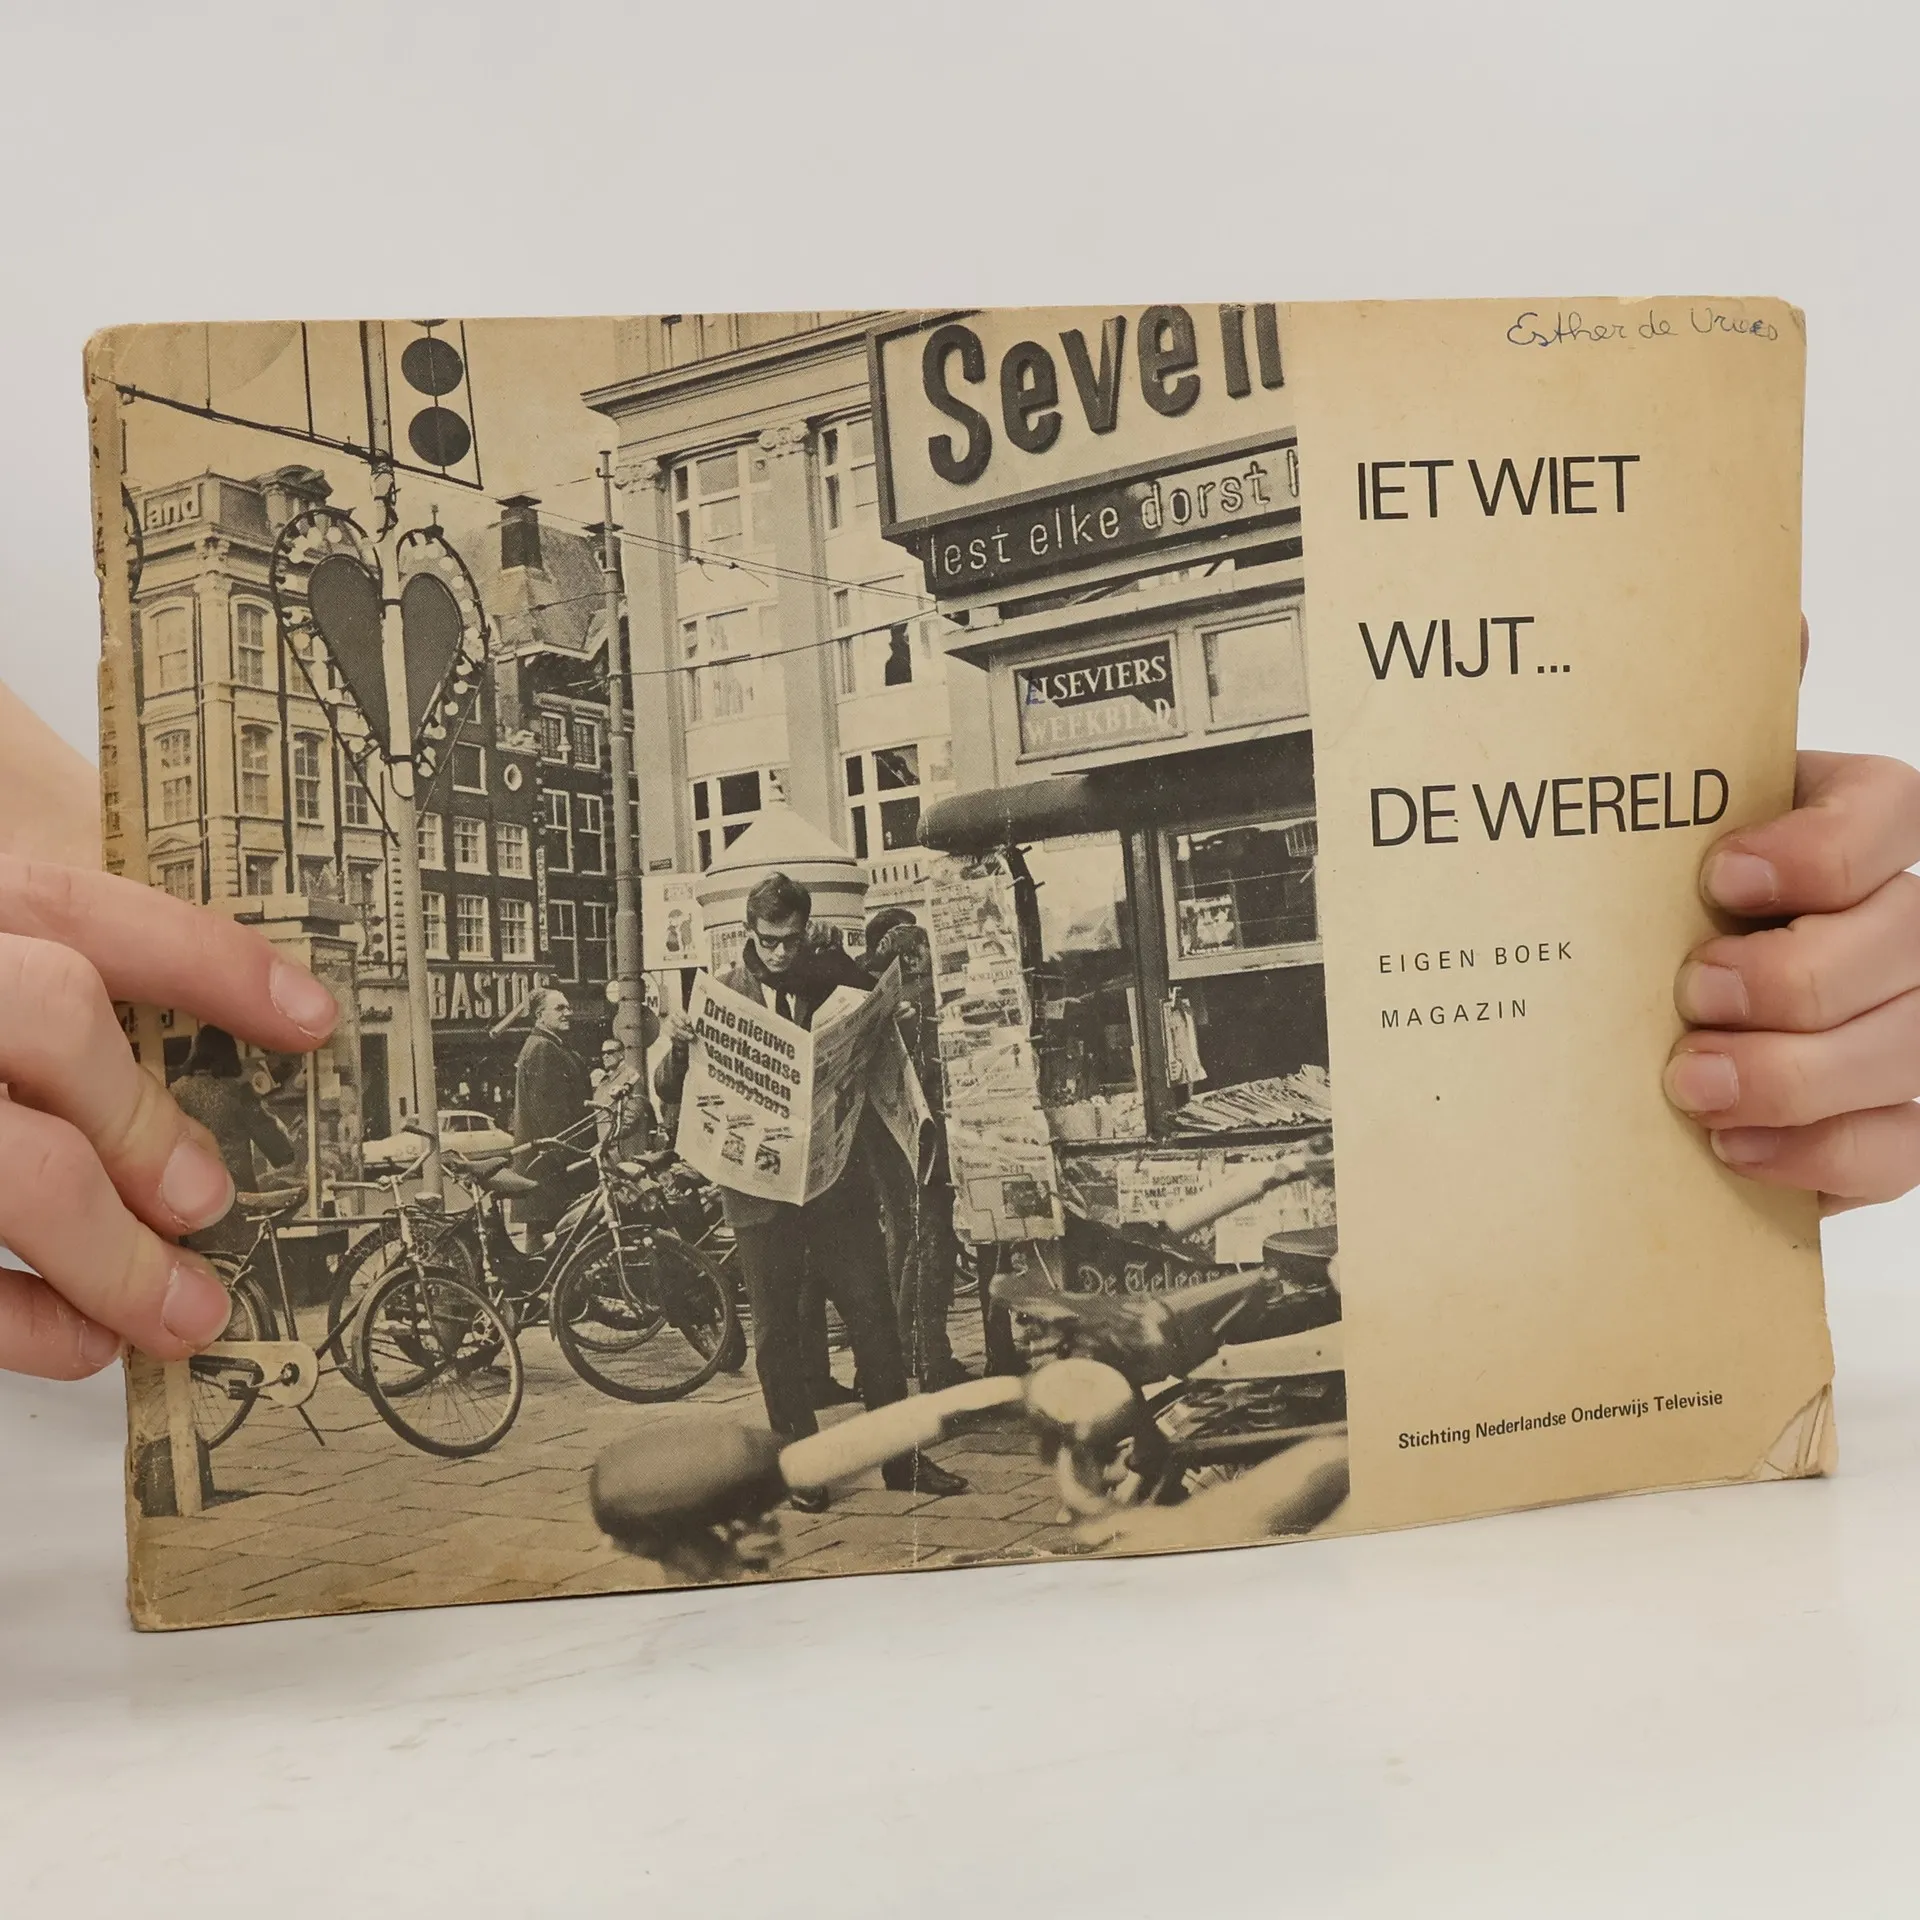 Esther de Vries
Seven
lest elke dorst
and
IET WIET
WIJT...
DE WERELD
ELSEVIERS
WEEKBLAD
EIGEN BOEK
MAGAZIN
BASTO
Drie nieuwe
Amerikaanse
Van Houten
candybars
De Telegr
Stichting Nederlandse Onderwijs Televisie